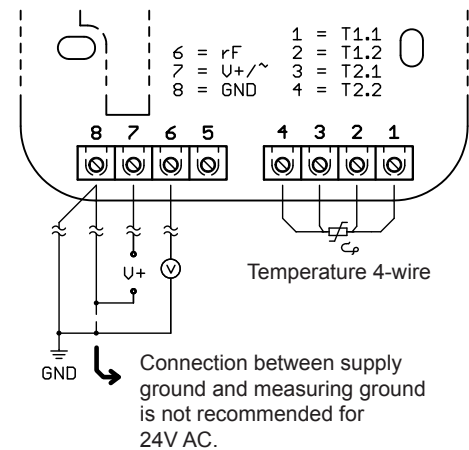 6 = rF
7 = V+/~
8 = GND
1 = T1.1
2 = T1.2
3 = T2.1
4 = T2.2
8 7 6 5 4 3 2 1
V+
V
ϑ
Temperature 4-wire
GND
Connection between supply
ground and measuring ground
is not recommended for
24V AC.